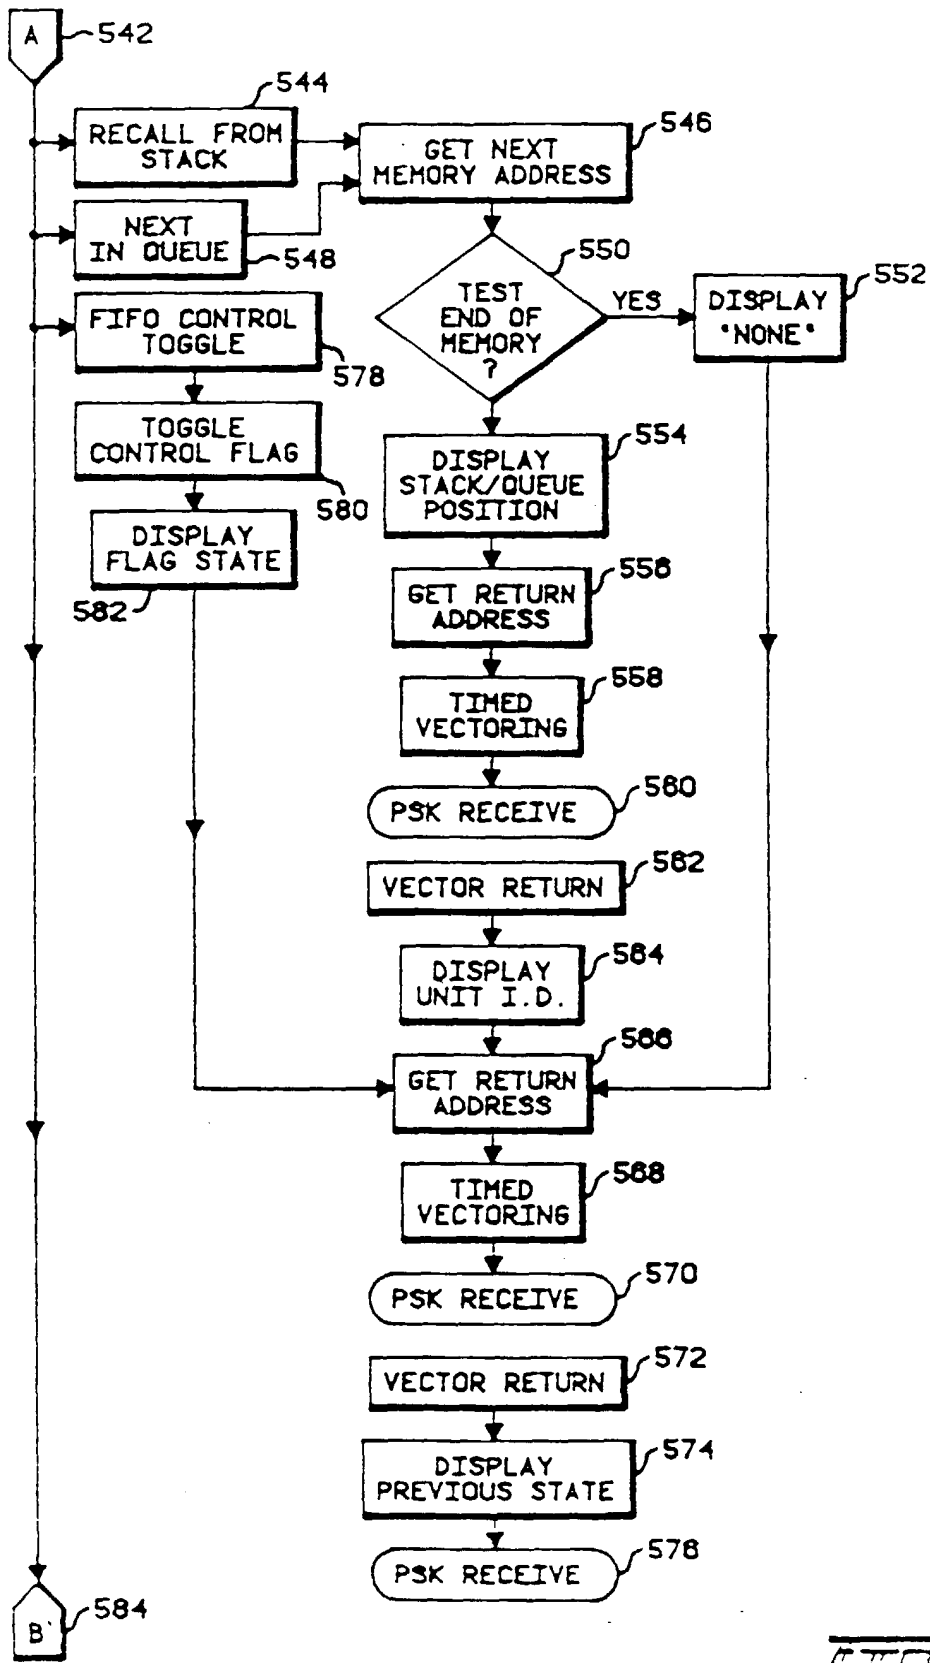 A
542
544
RECALL FROM
STACK
546
GET NEXT
MEMORY ADDRESS
NEXT
IN QUEUE
548
550
TEST
END OF
MEMORY
?
YES
552
DISPLAY
"NONE"
FIFO CONTROL
TOGGLE
578
TOGGLE
CONTROL FLAG
580
554
DISPLAY
STACK/QUEUE
POSITION
DISPLAY
FLAG STATE
582
556
GET RETURN
ADDRESS
558
TIMED
VECTORING
560
PSK RECEIVE
562
VECTOR RETURN
564
DISPLAY
UNIT I.D.
566
GET RETURN
ADDRESS
568
TIMED
VECTORING
570
PSK RECEIVE
572
VECTOR RETURN
574
DISPLAY
PREVIOUS STATE
576
PSK RECEIVE
584
B